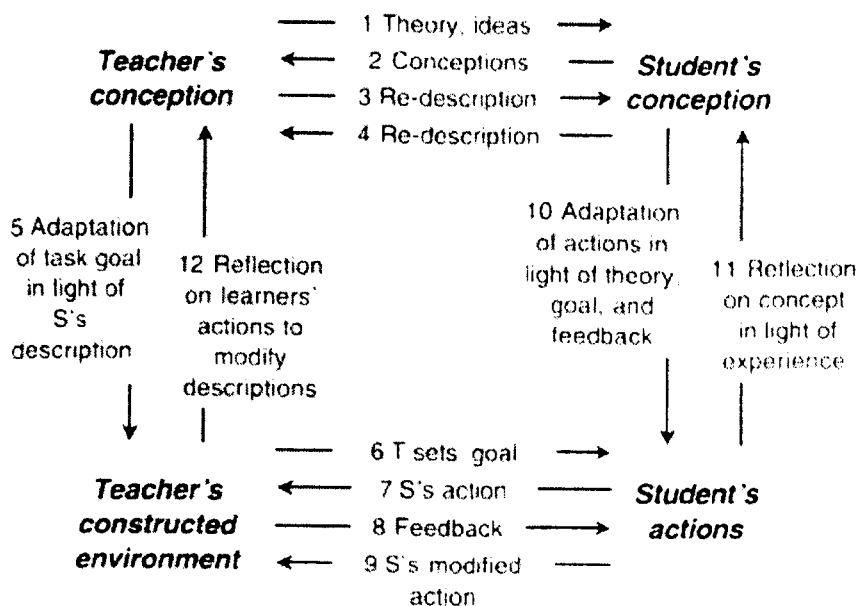 1 Theory, ideas
Teacher's
conception
2 Conceptions
3 Re-description
4 Re-description
Student's
conception
5 Adaptation
of task goal
in light of
S's
description
12 Reflection
on learners'
actions to
modify
descriptions
10 Adaptation
of actions in
light of theory,
goal, and
feedback
11 Reflection
on concept
in light of
experience
Teacher's
constructed
environment
6 T sets goal
7 S's action
8 Feedback
9 S's modified
action
Student's
actions